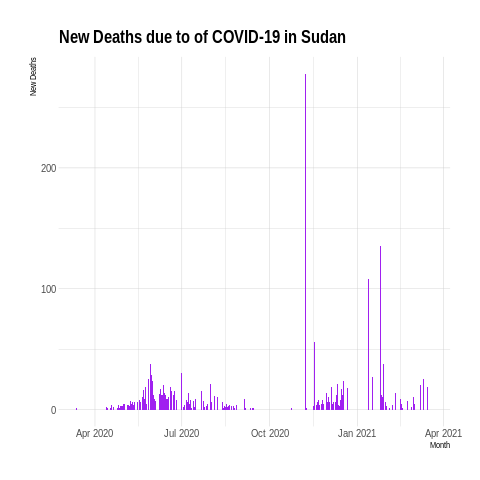 New Deaths due to of COVID-19 in Sudan
New Deaths
200
100
0
Apr 2020 Jul 2020 Oct 2020 Jan 2021 Apr 2021
Month